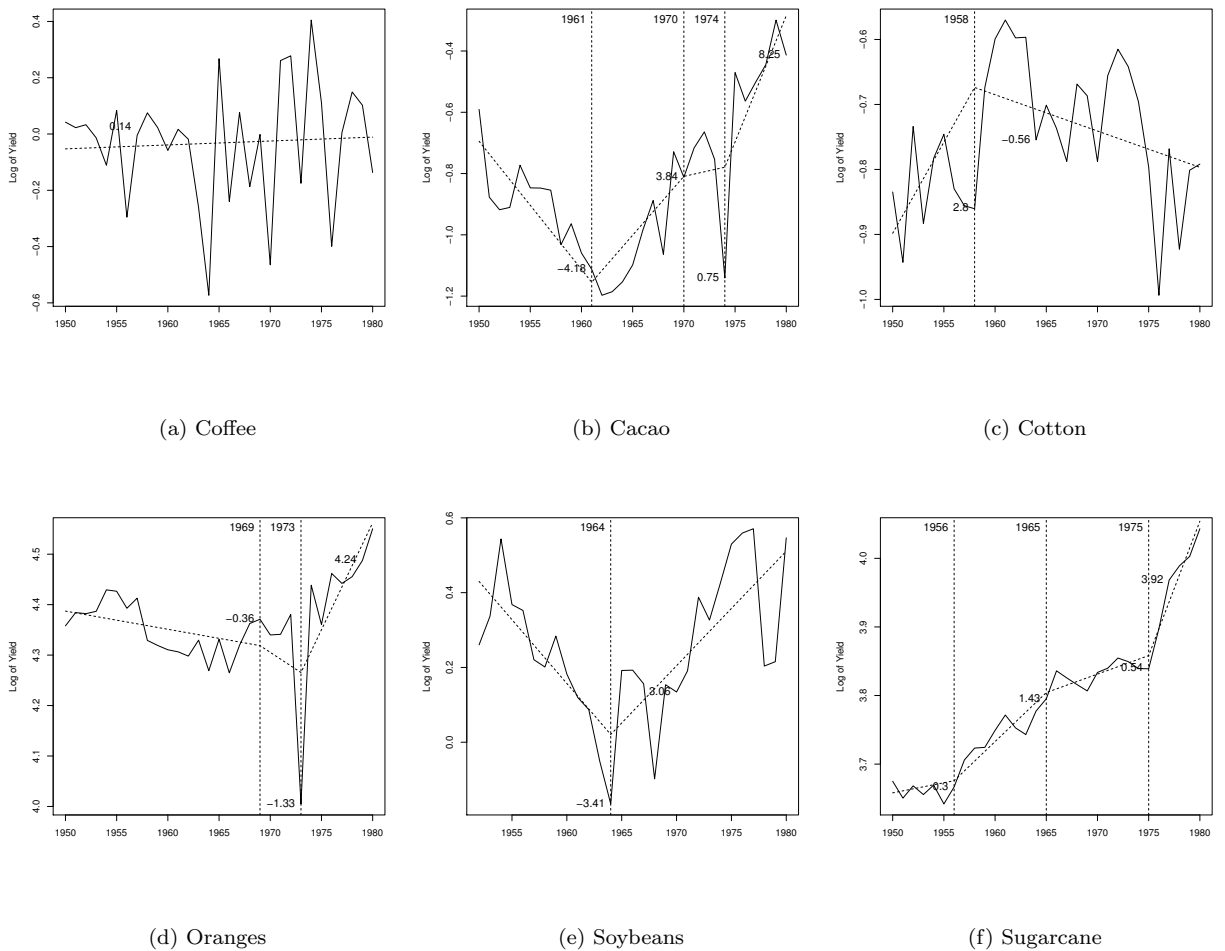 Log of Yield
0.4
0.2
0.0
−0.2
−0.4
−0.6
0.14
1950 1955 1960 1965 1970 1975 1980
(a) Coffee
Log of Yield
−0.4
−0.6
−0.8
−1.0
−1.2
1961 1970 1974
8.25
3.84
−4.18
0.75
1950 1955 1960 1965 1970 1975 1980
(b) Cacao
Log of Yield
−0.6
−0.7
−0.8
−0.9
−1.0
1958
−0.56
2.8
1950 1955 1960 1965 1970 1975 1980
(c) Cotton
Log of Yield
4.5
4.4
4.3
4.2
4.1
4.0
1969 1973
4.24
−0.36
−1.33
1950 1955 1960 1965 1970 1975 1980
(d) Oranges
Log of Yield
0.6
0.4
0.2
0.0
1964
3.06
−3.41
1955 1960 1965 1970 1975 1980
(e) Soybeans
Log of Yield
4.0
3.9
3.8
3.7
1956 1965 1975
3.92
0.54
1.43
0.3
1950 1955 1960 1965 1970 1975 1980
(f) Sugarcane